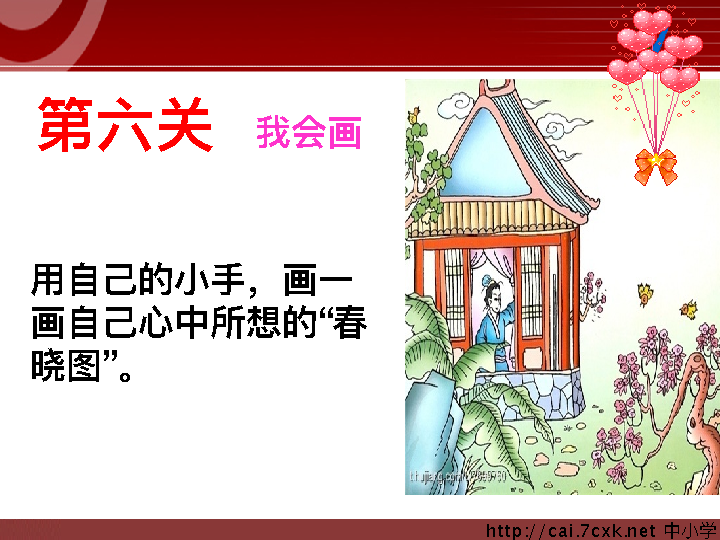 第六关 我会画
用自己的小手，画一
画自己心中所想的“春
晓图”。
http://cai.7cxk.net 中小学